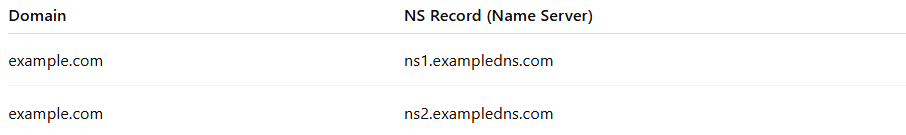 Domain NS Record (Name Server)
example.com ns1.exampledns.com
example.com ns2.exampledns.com